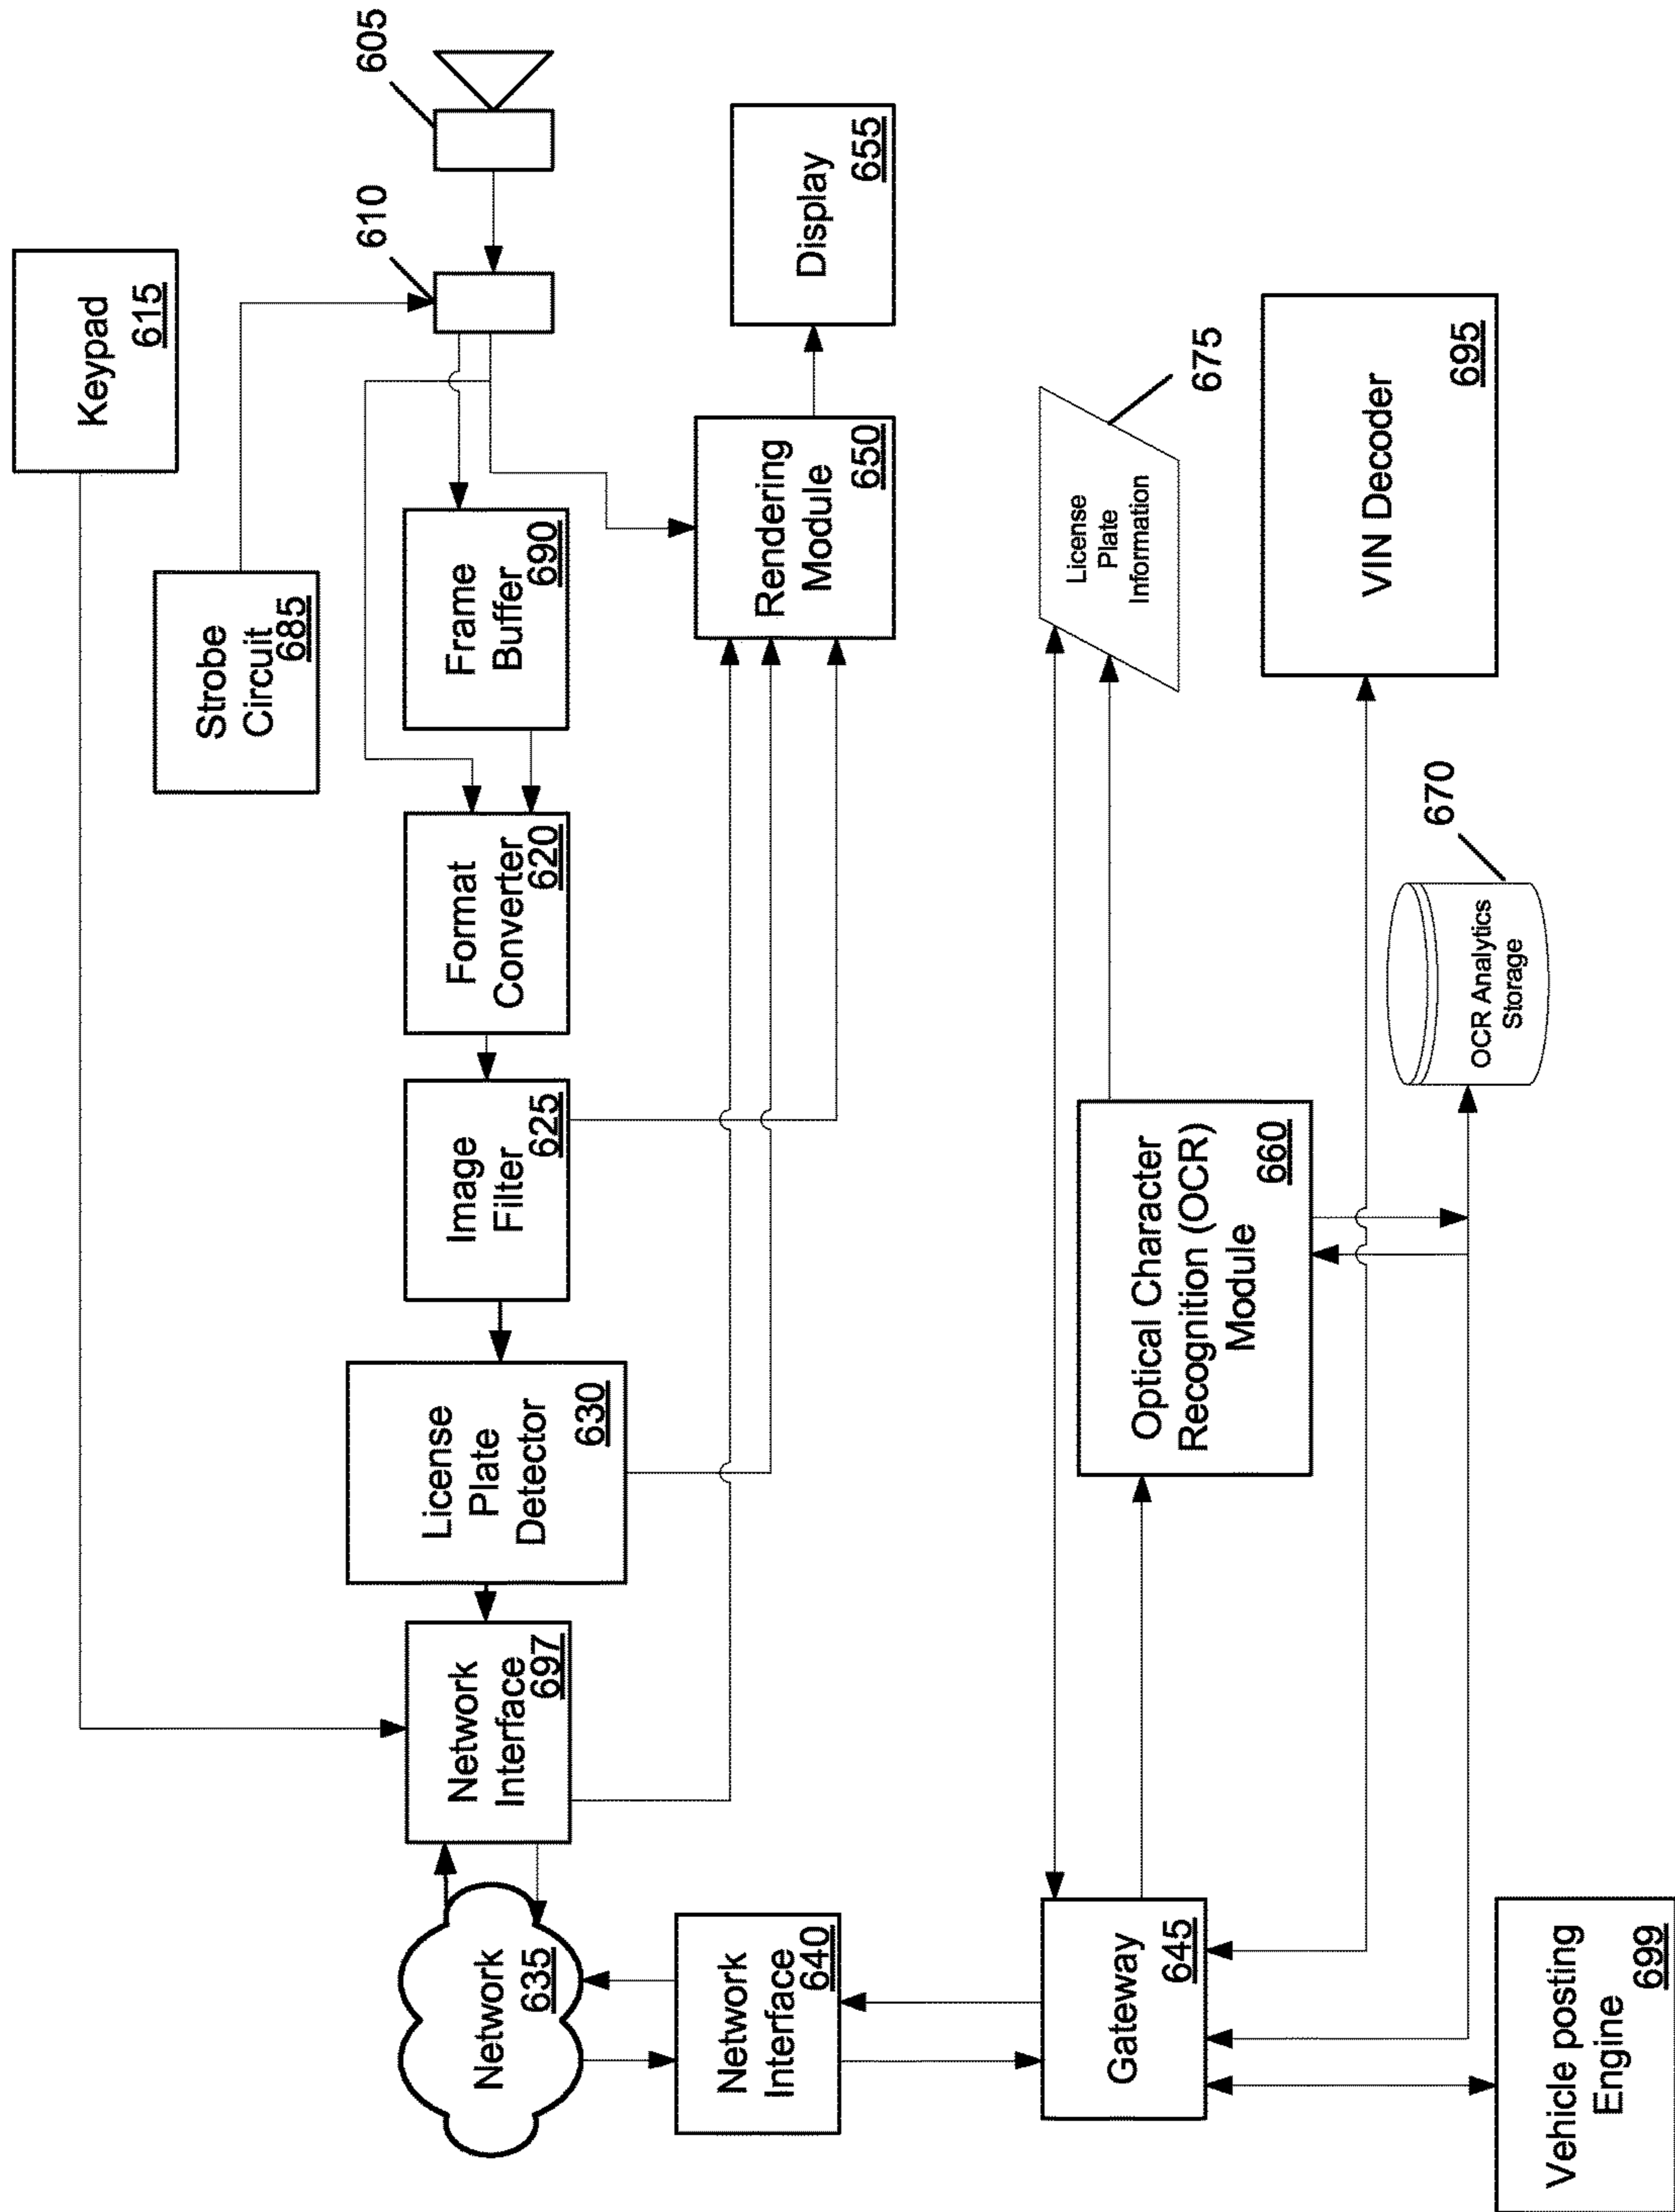 Keypad
615
Strobe
Circuit
685
605
610
Frame
Buffer
690
Format
Converter
620
Image
Filter
625
License
Plate
Detector
630
Network
Interface
697
Network
635
Network
Interface
640
Display
655
Rendering
Module
650
License
Plate
Information
675
VIN Decoder
695
OCR Analytics
Storage
670
Optical Character
Recognition (OCR)
Module
660
Gateway
645
Vehicle posting
Engine
699